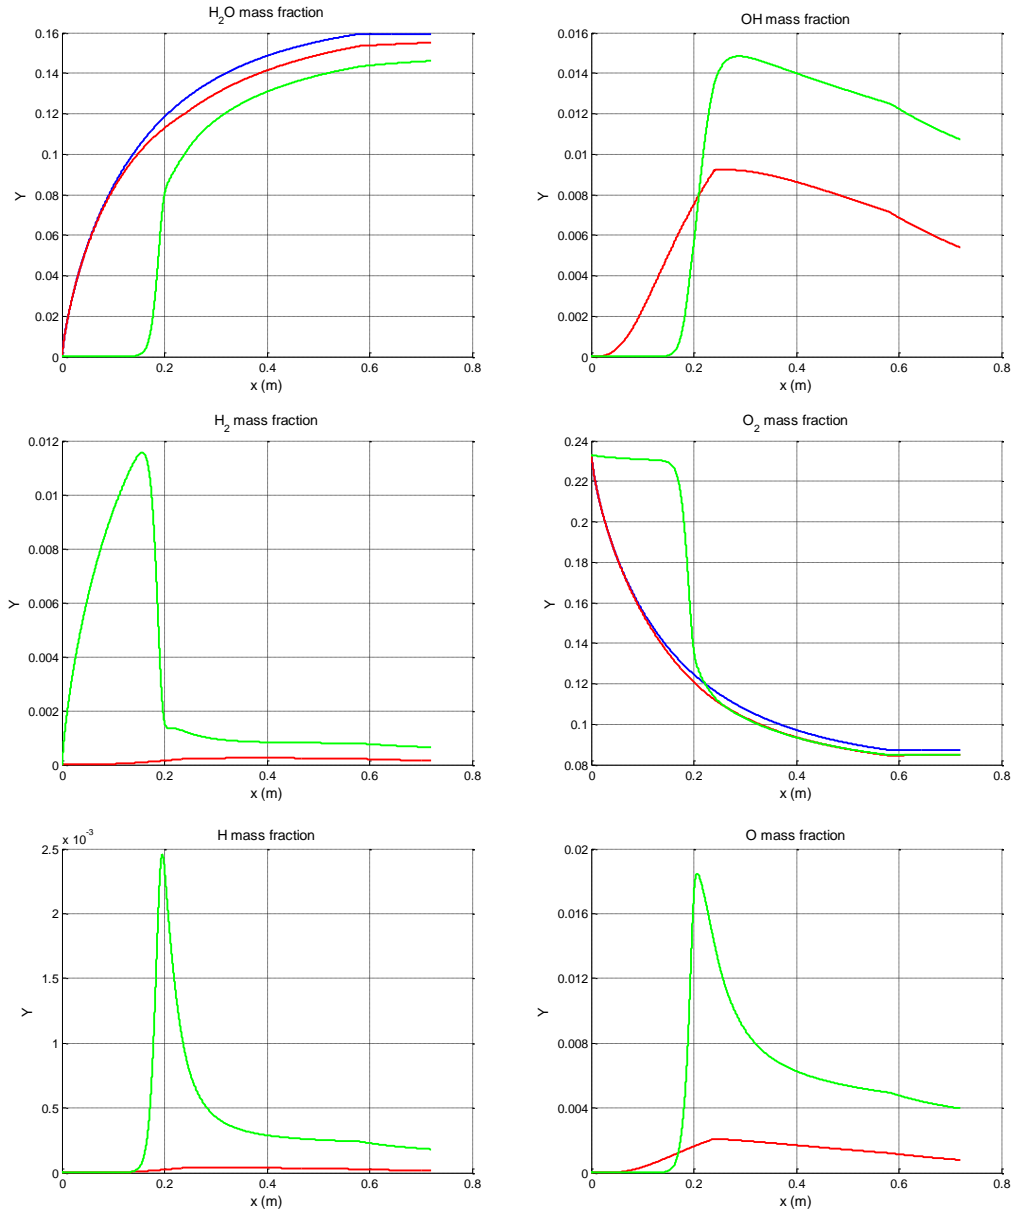 H2O mass fraction
0.16
0.14
0.12
0.1
0.08
0.06
0.04
0.02
0
Y
0 0.2 0.4 0.6 0.8
x (m)
OH mass fraction
0.016
0.014
0.012
0.01
0.008
0.006
0.004
0.002
0
Y
0 0.2 0.4 0.6 0.8
x (m)
H2 mass fraction
0.012
0.01
0.008
0.006
0.004
0.002
0
Y
0 0.2 0.4 0.6 0.8
x (m)
O2 mass fraction
0.24
0.22
0.2
0.18
0.16
0.14
0.12
0.1
0.08
Y
0 0.2 0.4 0.6 0.8
x (m)
H mass fraction
x 10-3
2.5
2
1.5
1
0.5
0
Y
0 0.2 0.4 0.6 0.8
x (m)
O mass fraction
0.02
0.016
0.012
0.008
0.004
0
Y
0 0.2 0.4 0.6 0.8
x (m)